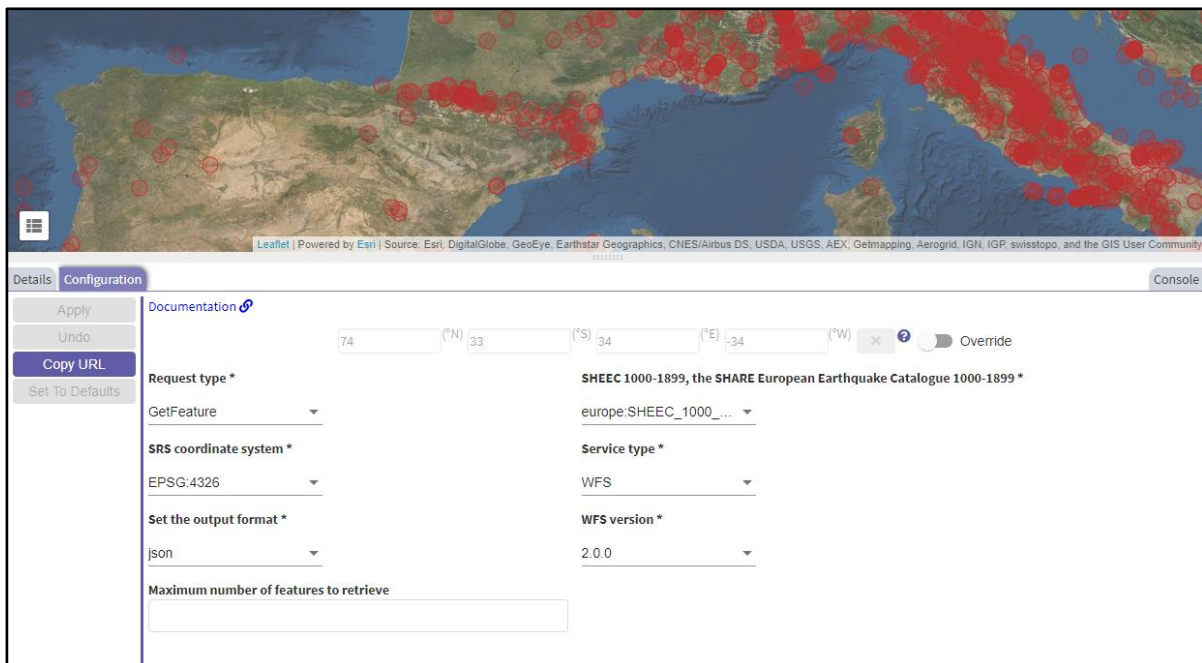 Leaflet | Powered by Esri | Source: Esri, DigitalGlobe, GeoEye, Earthstar Geographics, CNES/Airbus DS, USDA, USGS, AEX, Getmapping, Aerogrid, IGN, IGP, swisstopo, and the GIS User Community
Details Configuration Console
Apply
Documentation
74 (°N) 33 (°S) 34 (°E) -34 (°W) × ? Override
Undo
Copy URL
Set To Defaults
Request type * SHEEC 1000-1899, the SHARE European Earthquake Catalogue 1000-1899 *
GetFeature europe:SHEEC_1000_...
SRS coordinate system * Service type *
EPSG:4326 WFS
Set the output format * WFS version *
json 2.0.0
Maximum number of features to retrieve